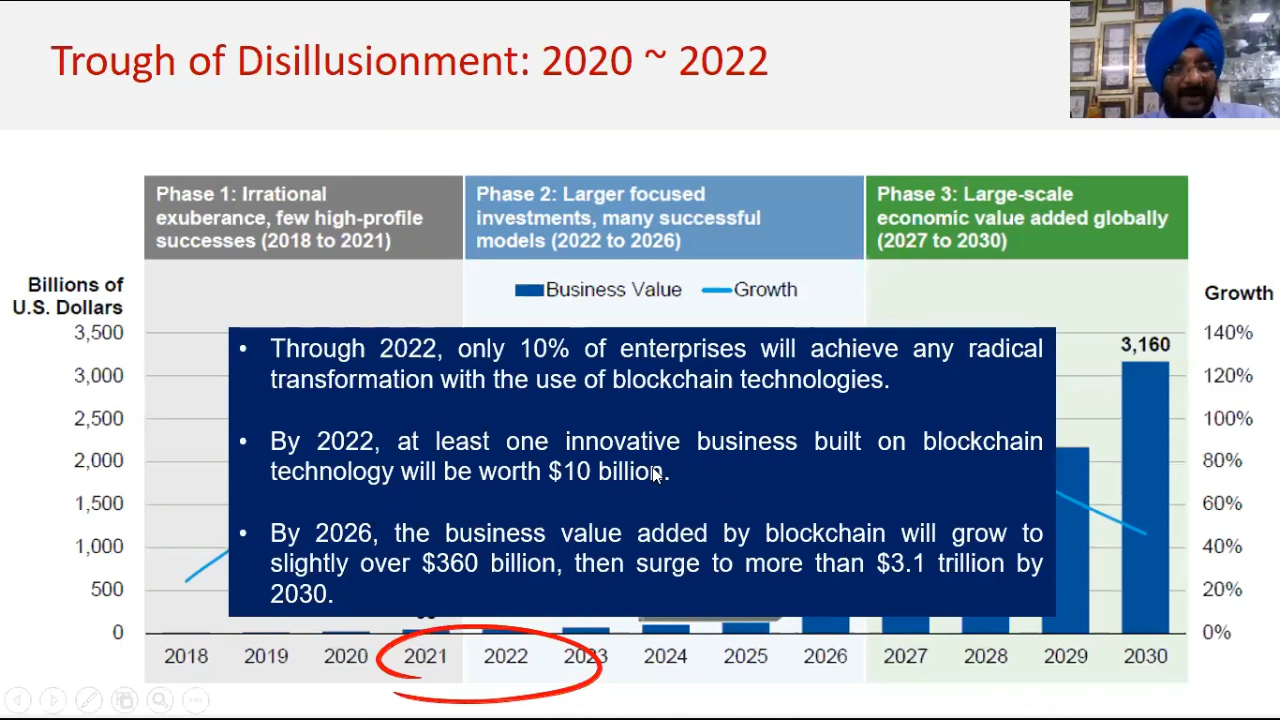 Trough of Disillusionment: 2020 ~ 2022
Phase 1: Irrational
exuberance, few high-profile
successes (2018 to 2021)
Phase 2: Larger focused
investments, many successful
models (2022 to 2026)
Phase 3: Large-scale
economic value added globally
(2027 to 2030)
Billions of
U.S. Dollars
Business Value
Growth
Growth
3,500
3,000
2,500
2,000
1,500
1,000
500
0
• Through 2022, only 10% of enterprises will achieve any radical
transformation with the use of blockchain technologies.
• By 2022, at least one innovative business built on blockchain
technology will be worth $10 billion.
• By 2026, the business value added by blockchain will grow to
slightly over $360 billion, then surge to more than $3.1 trillion by
2030.
3,160
140%
120%
100%
80%
60%
40%
20%
0%
2018 2019 2020 2021 2022 2023 2024 2025 2026 2027 2028 2029 2030